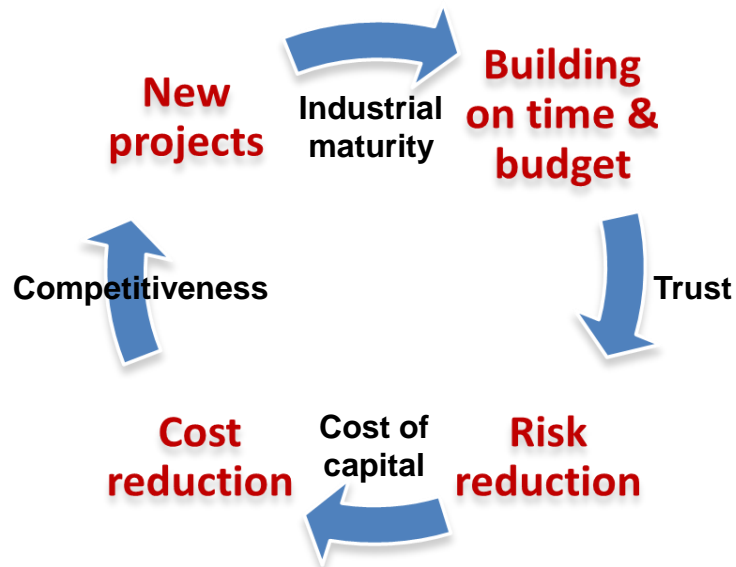 New
projects
Industrial
maturity
Building
on time &
budget
Competitiveness
Trust
Cost
reduction
Cost of
capital
Risk
reduction